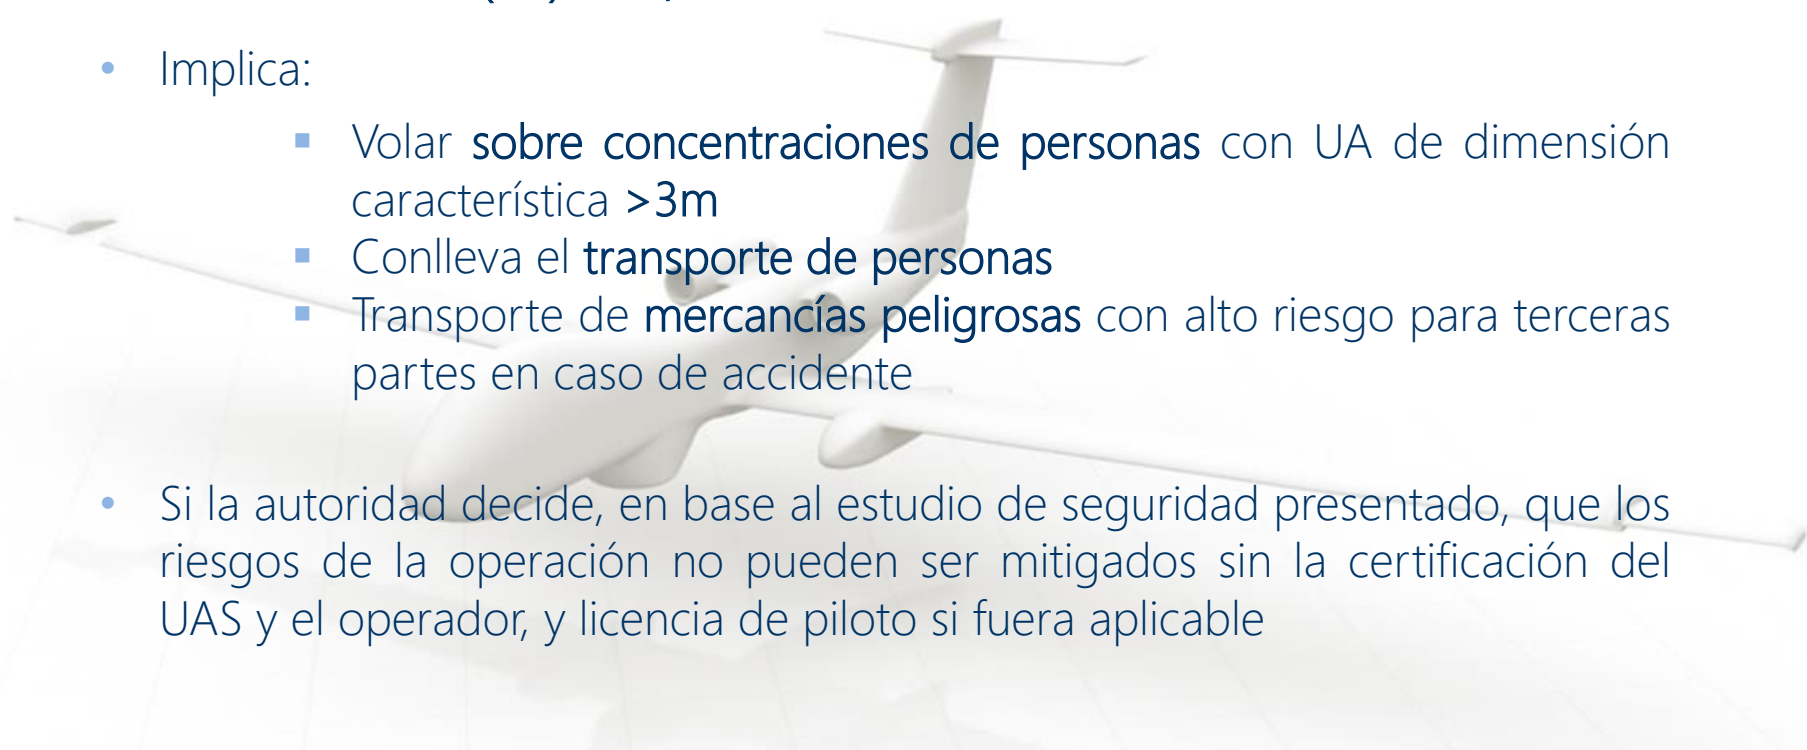 • Implica:
▪ Volar sobre concentraciones de personas con UA de dimensión
característica >3m
▪ Conlleva el transporte de personas
▪ Transporte de mercancías peligrosas con alto riesgo para terceras
partes en caso de accidente
• Si la autoridad decide, en base al estudio de seguridad presentado, que los
riesgos de la operación no pueden ser mitigados sin la certificación del
UAS y el operador, y licencia de piloto si fuera aplicable